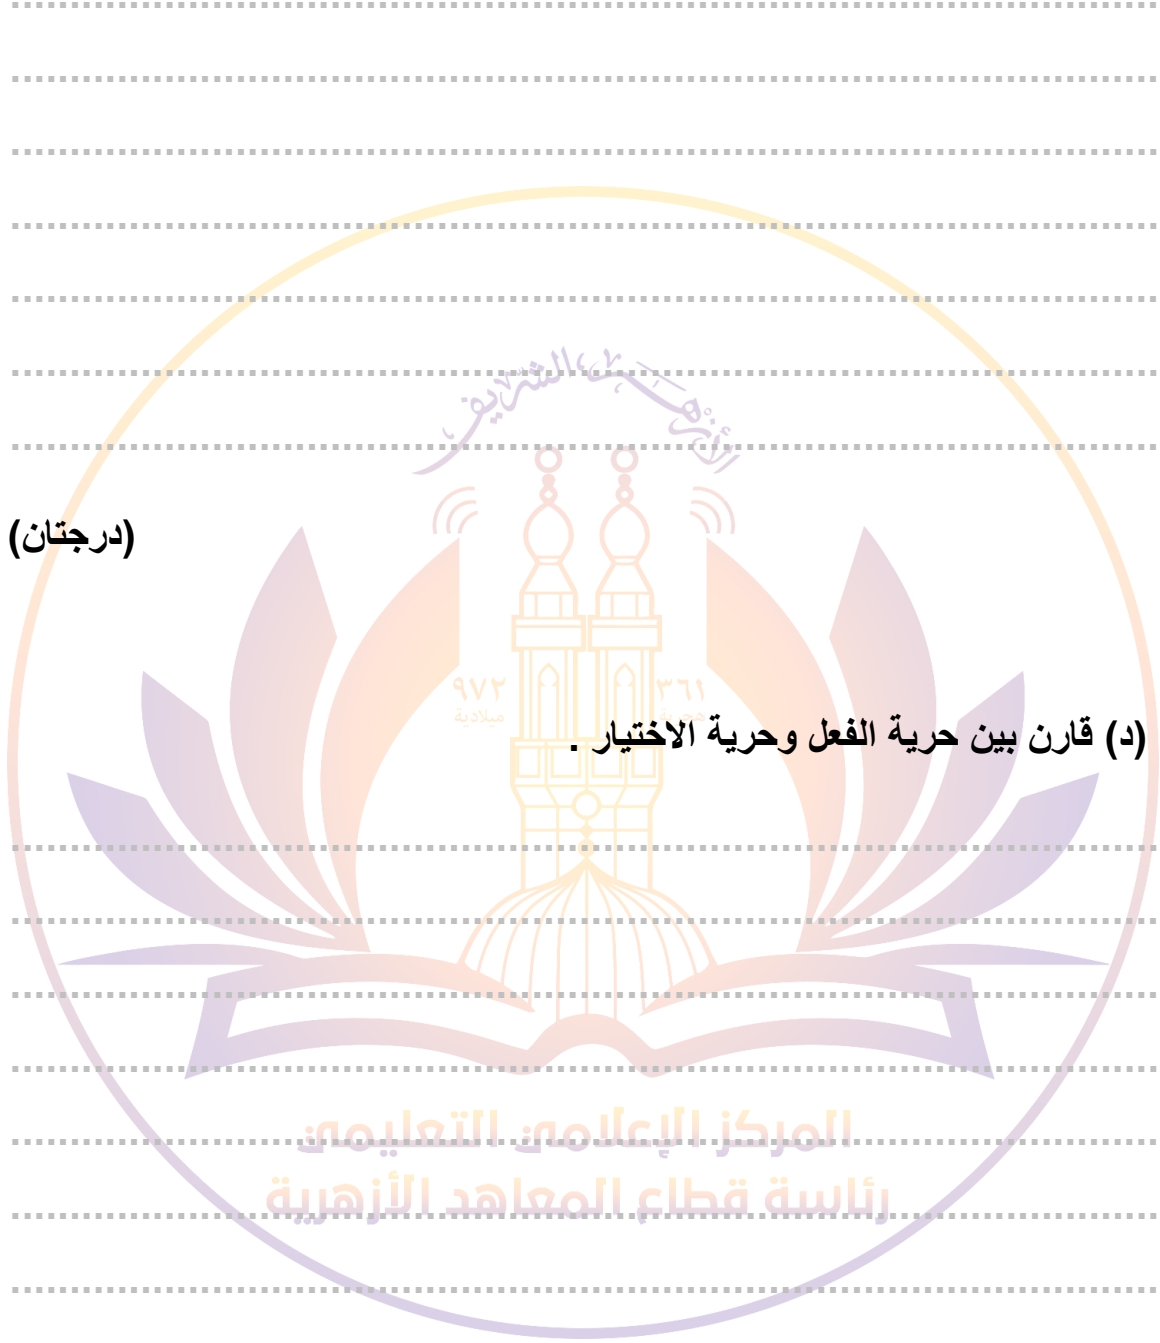 الأزهر الشريف
(درجتان)
٩٧٢ ٣٦١
ميلادية هجرية
(د) قارن بين حرية الفعل وحرية الاختيار .
المركز الإعلامي التعليمي
رئاسة قطاع المعاهد الأزهرية